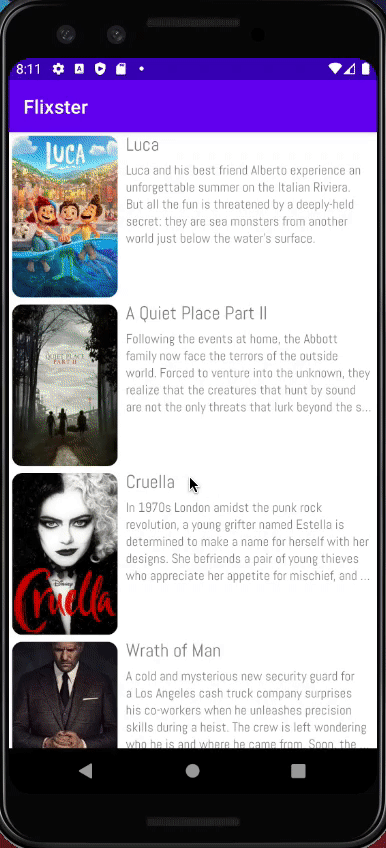 8:11
Flixster
LUCA
Luca
Luca and his best friend Alberto experience an
unforgettable summer on the Italian Riviera.
But all the fun is threatened by a deeply-held
secret: they are sea monsters from another
world just below the water's surface.
A QUIET PLACE
PART II
A Quiet Place Part II
Following the events at home, the Abbott
family now face the terrors of the outside
world. Forced to venture into the unknown, they
realize that the creatures that hunt by sound
are not the only threats that lurk beyond the s...
Disney
Cruella
Cruella
In 1970s London amidst the punk rock
revolution, a young grifter named Estella is
determined to make a name for herself with her
designs. She befriends a pair of young thieves
who appreciate her appetite for mischief, and ...
Wrath of Man
A cold and mysterious new security guard for
a Los Angeles cash truck company surprises
his co-workers when he unleashes precision
skills during a heist. The crew is left wondering
who he is and where he came from. Soon, the